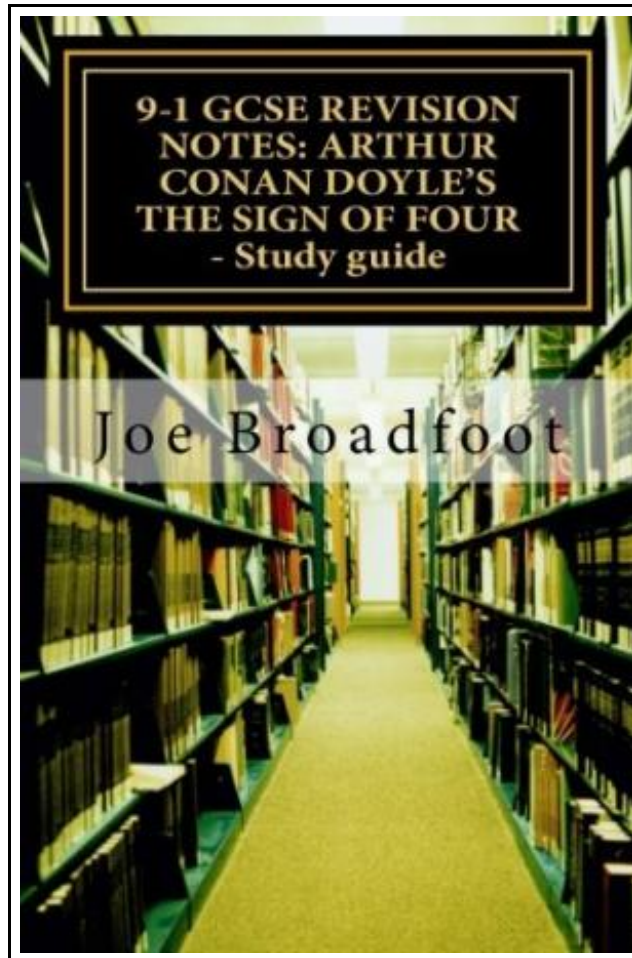 9-1 GCSE REVISION
NOTES: ARTHUR
CONAN DOYLE'S
THE SIGN OF FOUR
- Study guide
Joe Broadfoot